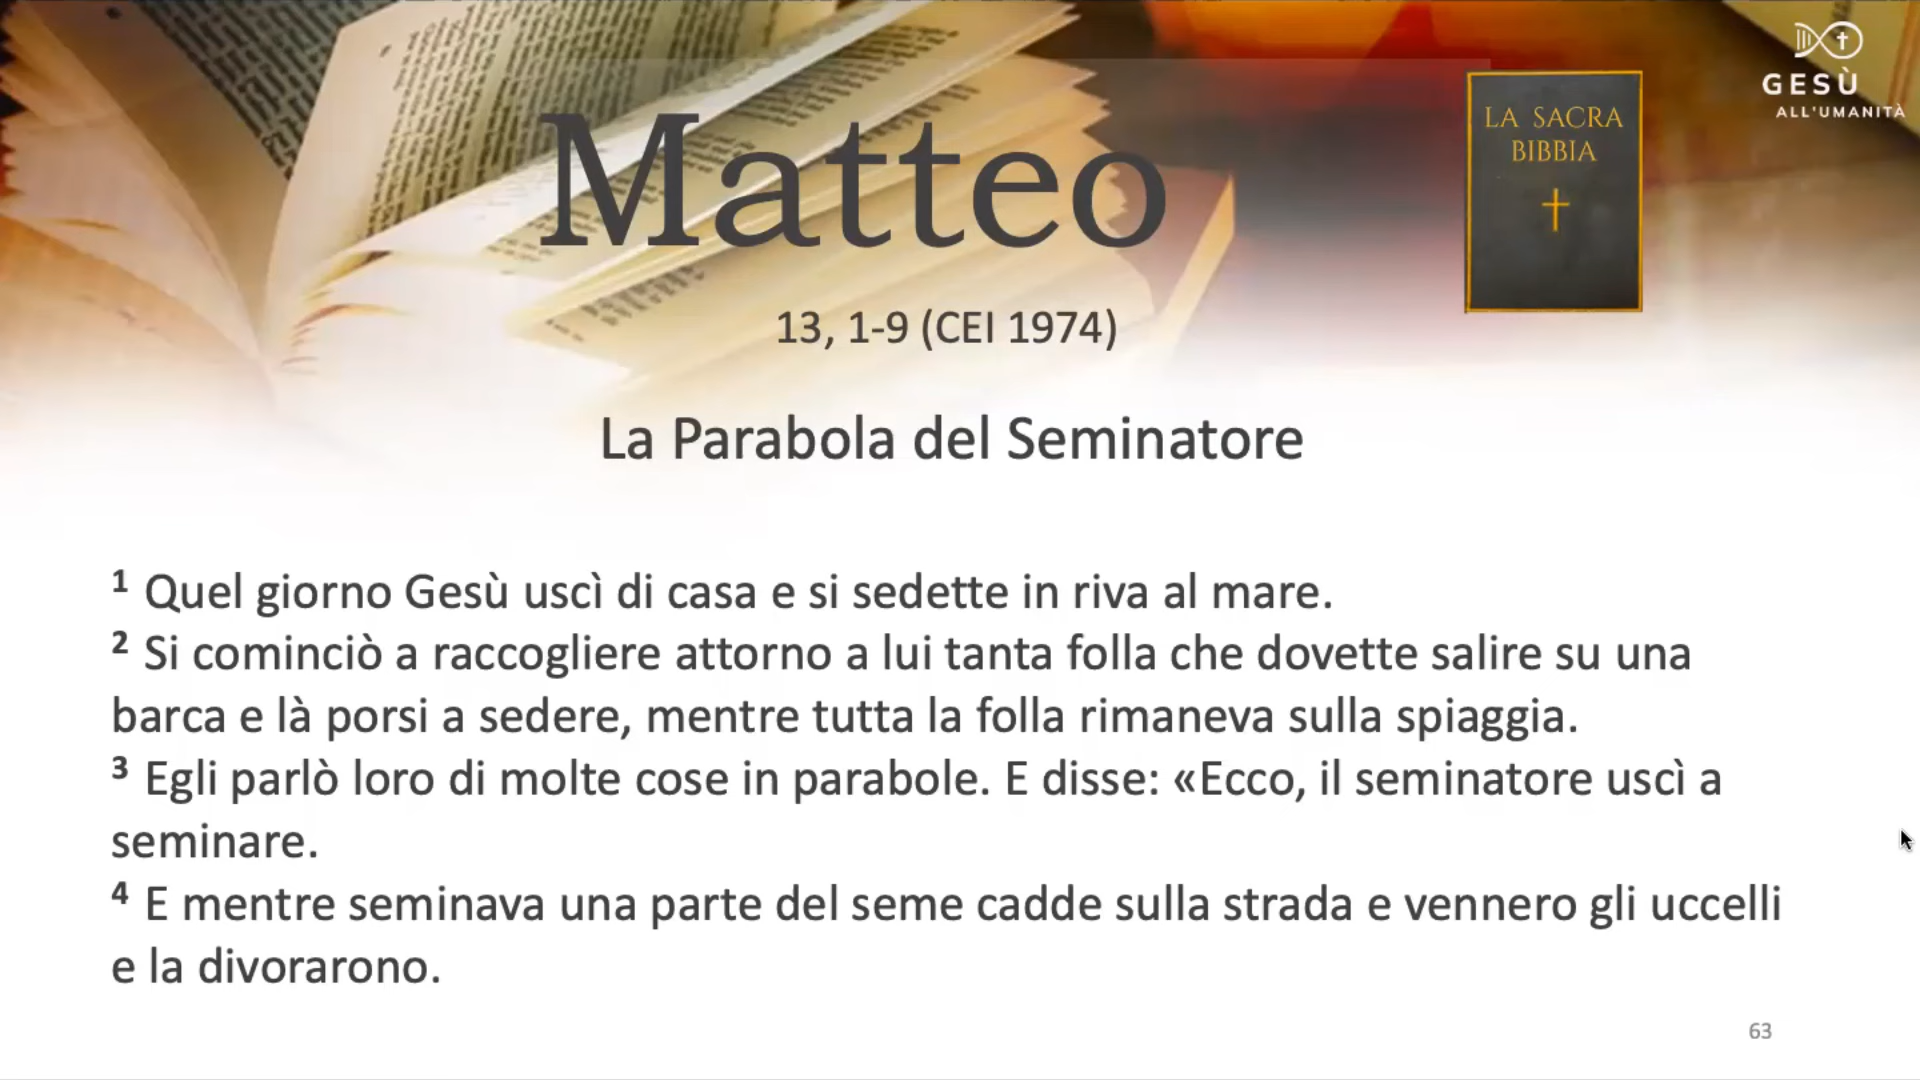 GESÙ
ALL'UMANITÀ
LA SACRA
BIBBIA
Matteo
13, 1-9 (CEI 1974)
La Parabola del Seminatore
1 Quel giorno Gesù uscì di casa e si sedette in riva al mare.
2 Si cominciò a raccogliere attorno a lui tanta folla che dovette salire su una
barca e là porsi a sedere, mentre tutta la folla rimaneva sulla spiaggia.
3 Egli parlò loro di molte cose in parabole. E disse: «Ecco, il seminatore uscì a
seminare.
4 E mentre seminava una parte del seme cadde sulla strada e vennero gli uccelli
e la divorarono.
63